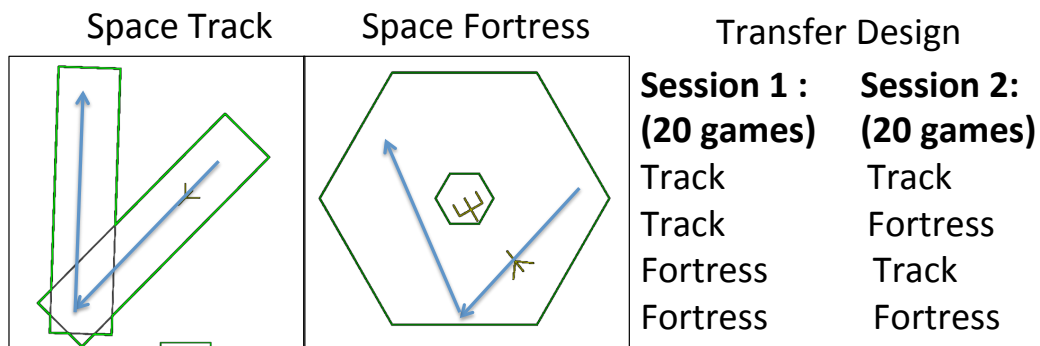 Space Track
Space Fortress
Transfer Design
Session 1 : Session 2:
(20 games) (20 games)
Track Track
Track Fortress
Fortress Track
Fortress Fortress